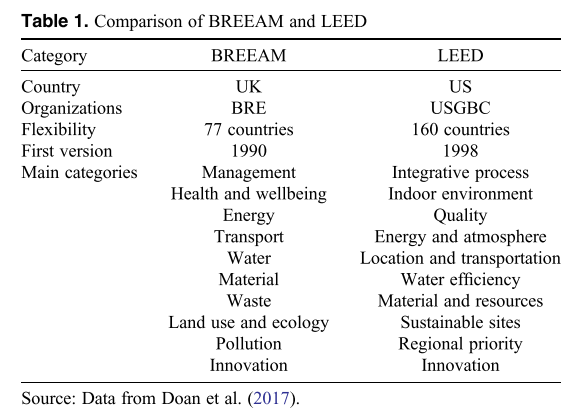 Table 1. Comparison of BREEAM and LEED
Category BREEAM LEED
Country UK US
Organizations BRE USGBC
Flexibility 77 countries 160 countries
First version 1990 1998
Main categories Management Integrative process
Health and wellbeing Indoor environment
Energy Quality
Transport Energy and atmosphere
Water Location and transportation
Material Water efficiency
Waste Material and resources
Land use and ecology Sustainable sites
Pollution Regional priority
Innovation Innovation
Source: Data from Doan et al. (2017).